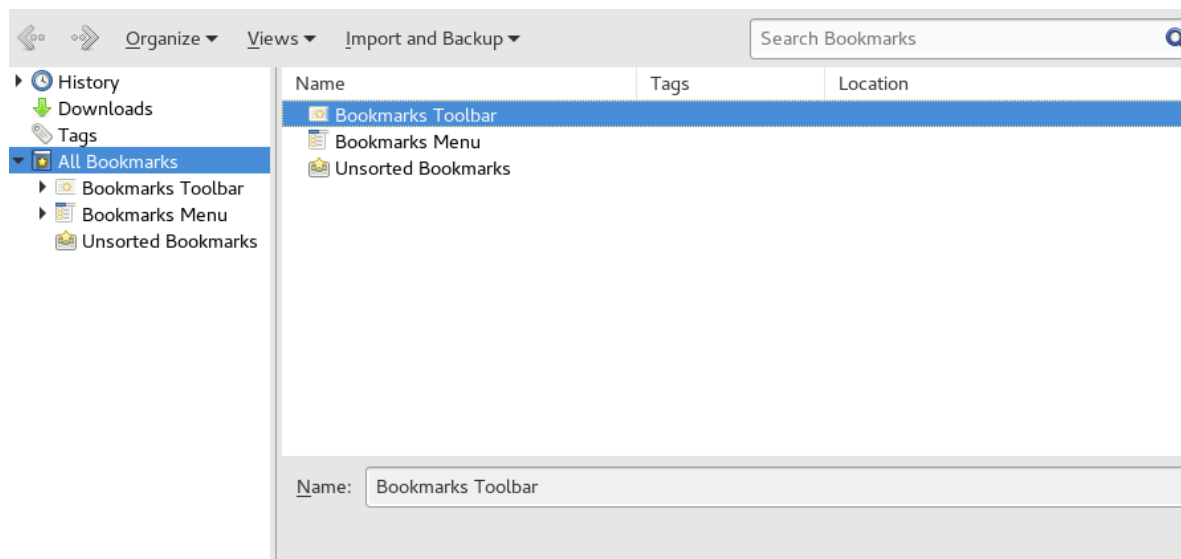 Organize Views Import and Backup Search Bookmarks
History
Downloads
Tags
All Bookmarks
Bookmarks Toolbar
Bookmarks Menu
Unsorted Bookmarks
Name Tags Location
Bookmarks Toolbar
Bookmarks Menu
Unsorted Bookmarks
Name: Bookmarks Toolbar